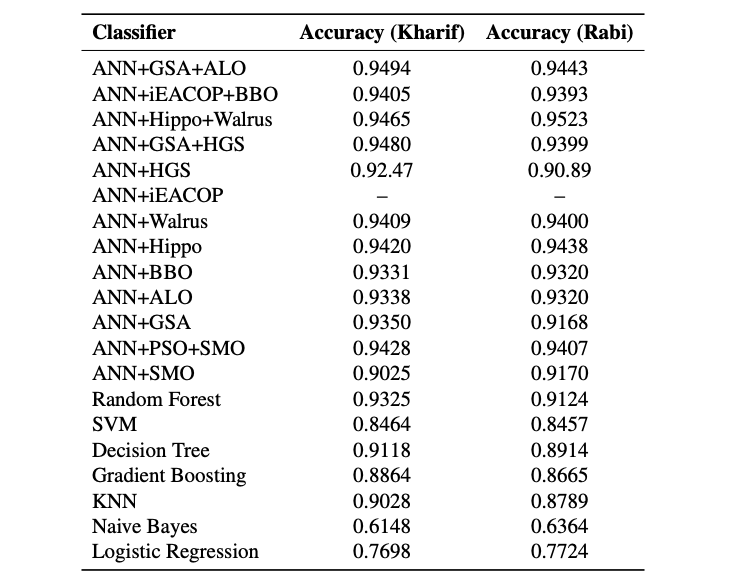 Classifier Accuracy (Kharif) Accuracy (Rabi)
ANN+GSA+ALO 0.9494 0.9443
ANN+iEACOP+BBO 0.9405 0.9393
ANN+Hippo+Walrus 0.9465 0.9523
ANN+GSA+HGS 0.9480 0.9399
ANN+HGS 0.92.47 0.90.89
ANN+iEACOP – –
ANN+Walrus 0.9409 0.9400
ANN+Hippo 0.9420 0.9438
ANN+BBO 0.9331 0.9320
ANN+ALO 0.9338 0.9320
ANN+GSA 0.9350 0.9168
ANN+PSO+SMO 0.9428 0.9407
ANN+SMO 0.9025 0.9170
Random Forest 0.9325 0.9124
SVM 0.8464 0.8457
Decision Tree 0.9118 0.8914
Gradient Boosting 0.8864 0.8665
KNN 0.9028 0.8789
Naive Bayes 0.6148 0.6364
Logistic Regression 0.7698 0.7724